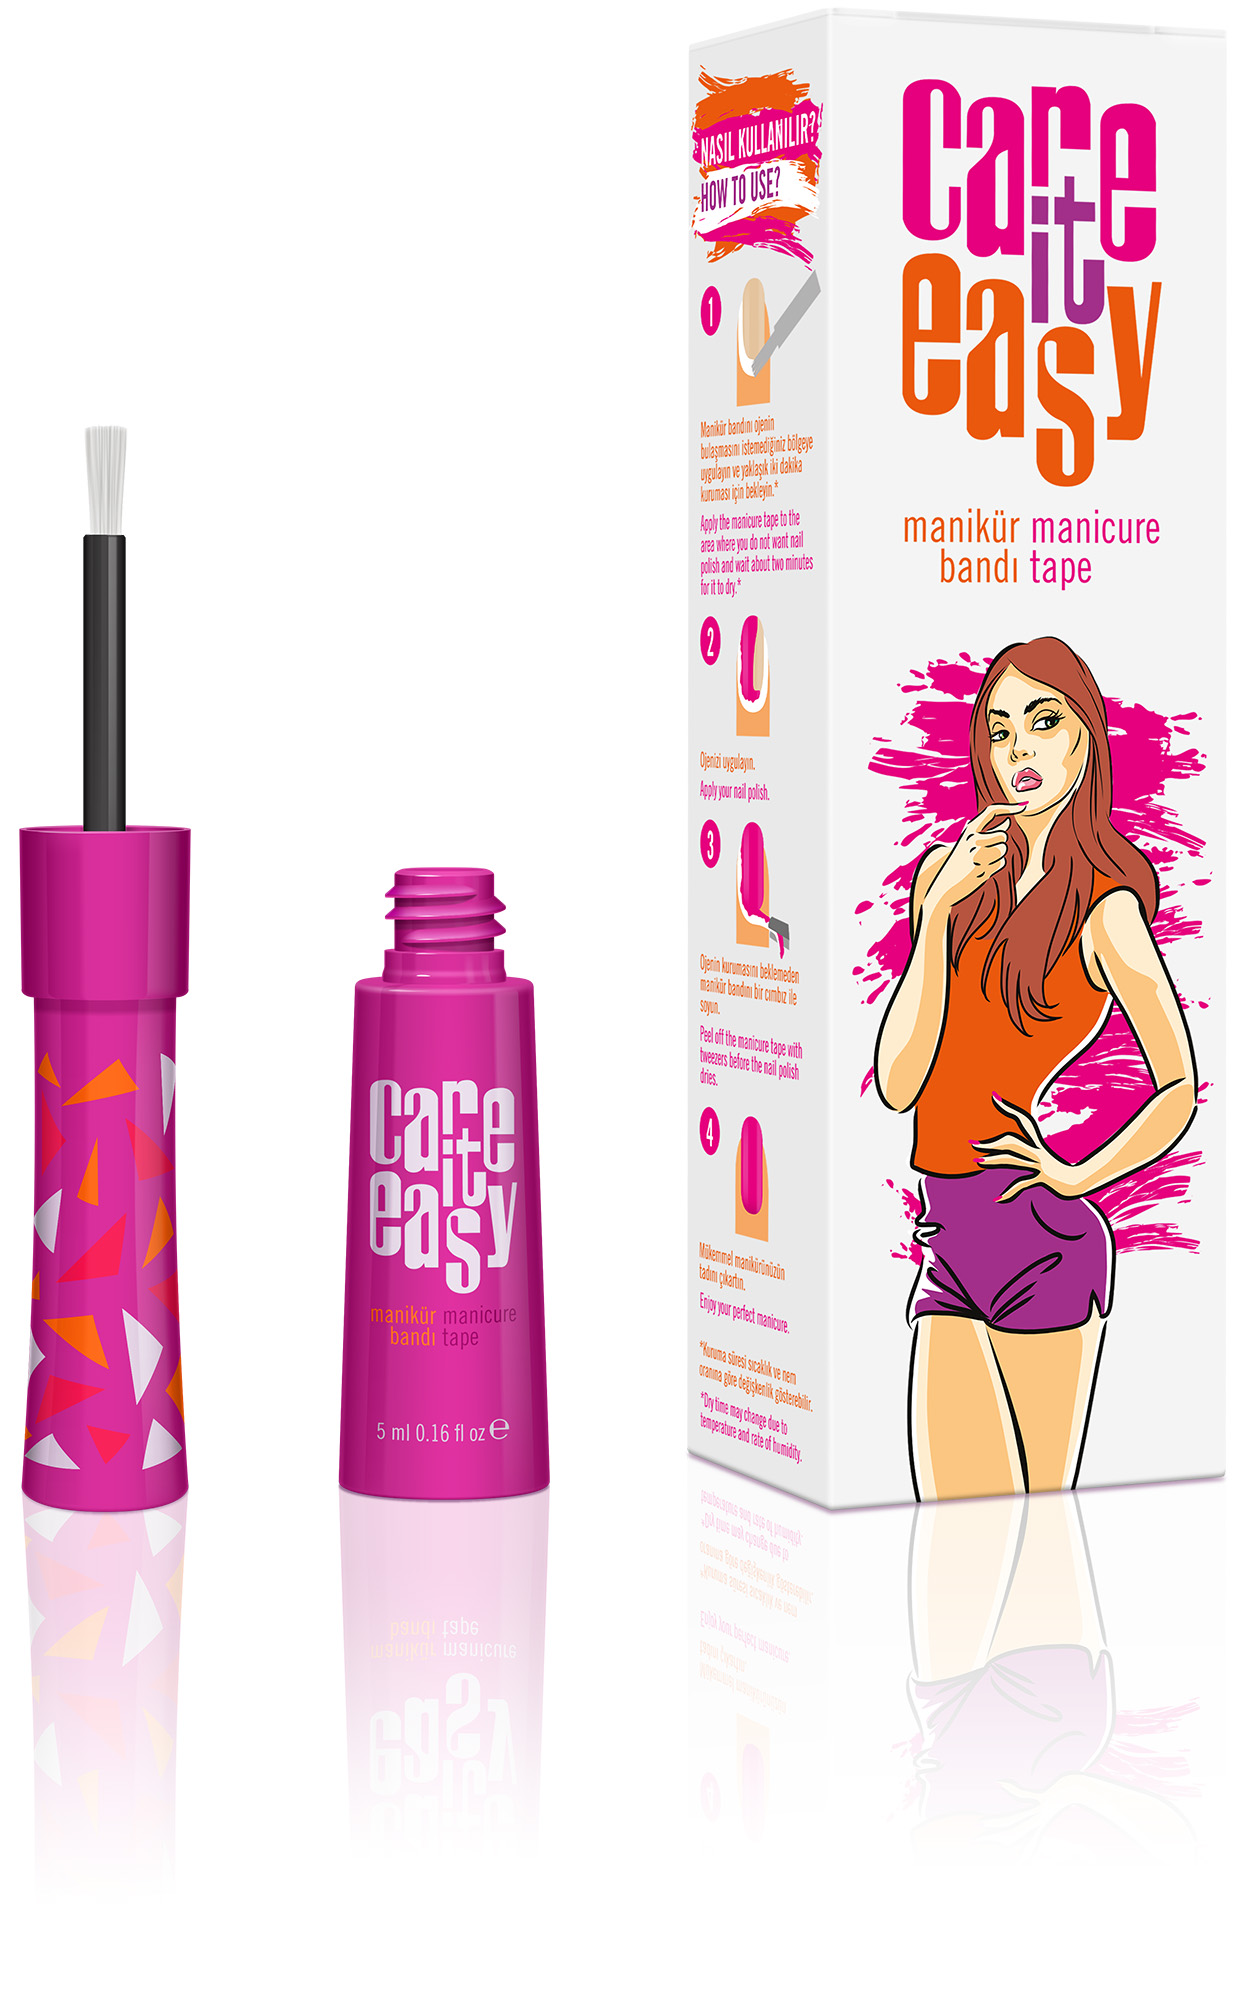 care
it
easy
manikür manicure
bandı tape
5 ml 0.16 fl oz ℮
NASIL KULLANILIR?
HOW TO USE?
1
Manikür bandını ojenin
bulaşmasını istemediğiniz bölgeye
uygulayın ve yaklaşık iki dakika
kuruması için bekleyin.*
Apply the manicure tape to the
area where you do not want nail
polish and wait about two minutes
for it to dry.*
2
Ojenizi uygulayın.
Apply your nail polish.
3
Ojenin kurumasını beklemeden
manikür bandını bir cımbız ile
soyun.
Peel off the manicure tape with
tweezers before the nail polish
dries.
4
Mükemmel manikürünüzün
tadını çıkartın.
Enjoy your perfect manicure.
*Kuruma süresi sıcaklık ve nem
oranına göre değişkenlik gösterebilir.
*Dry time may change due to
temperature and rate of humidity.
care
it
easy
manikür manicure
bandı tape